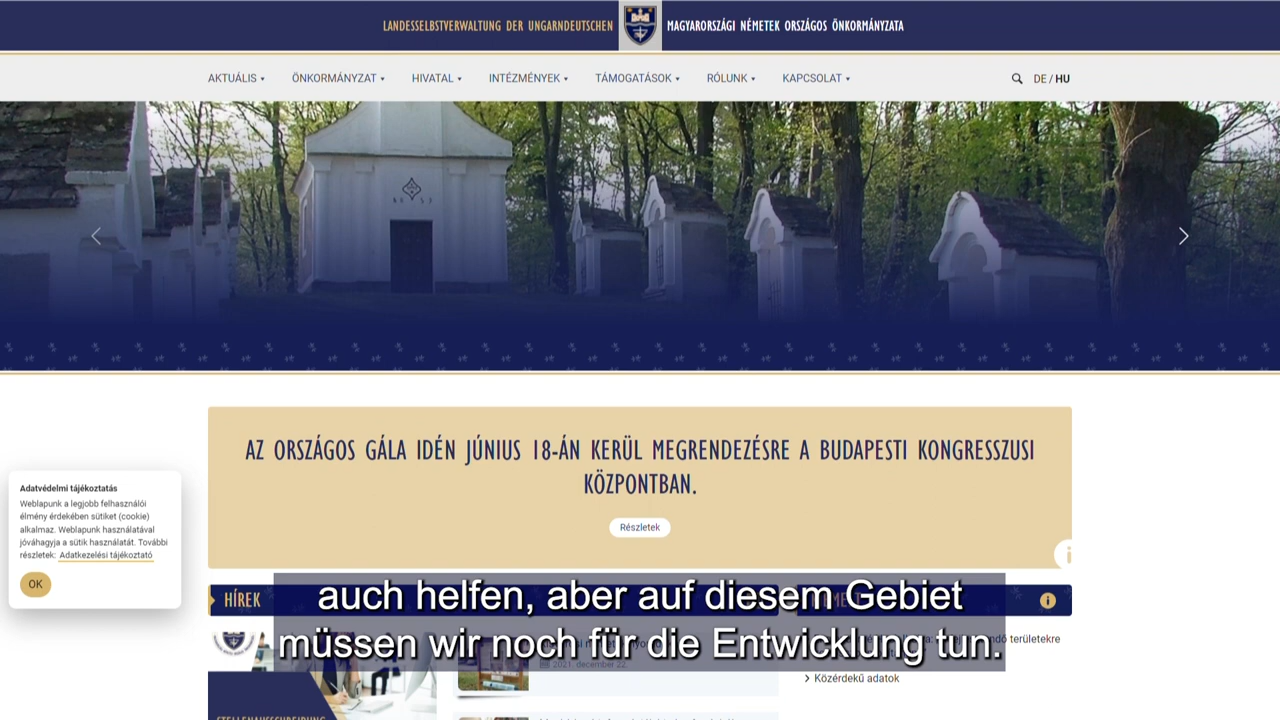 LANDESSELBSTVERWALTUNG DER UNGARNDEUTSCHEN
MAGYARORSZÁGI NÉMETEK ORSZÁGOS ÖNKORMÁNYZATA
AKTUÁLIS ÖNKORMÁNYZAT HIVATAL INTÉZMÉNYEK TÁMOGATÁSOK RÓLUNK KAPCSOLAT DE / HU
AZ ORSZÁGOS GÁLA IDÉN JÚNIUS 18-ÁN KERÜL MEGRENDEZÉSRE A BUDAPESTI KONGRESSZUSI
KÖZPONTBAN.
Részletek
Adatvédelmi tájékoztatás
Weblapunk a legjobb felhasználói
élmény érdekében sütiket (cookie)
alkalmaz. Weblapunk használatával
jóváhagyja a sütik használatát. További
részletek: Adatkezelési tájékoztató
OK
HÍREK
auch helfen, aber auf diesem Gebiet
müssen wir noch für die Entwicklung tun.
2021. december 22.
területekre
Közérdekű adatok
STELLENAUSSCHREIBUNG